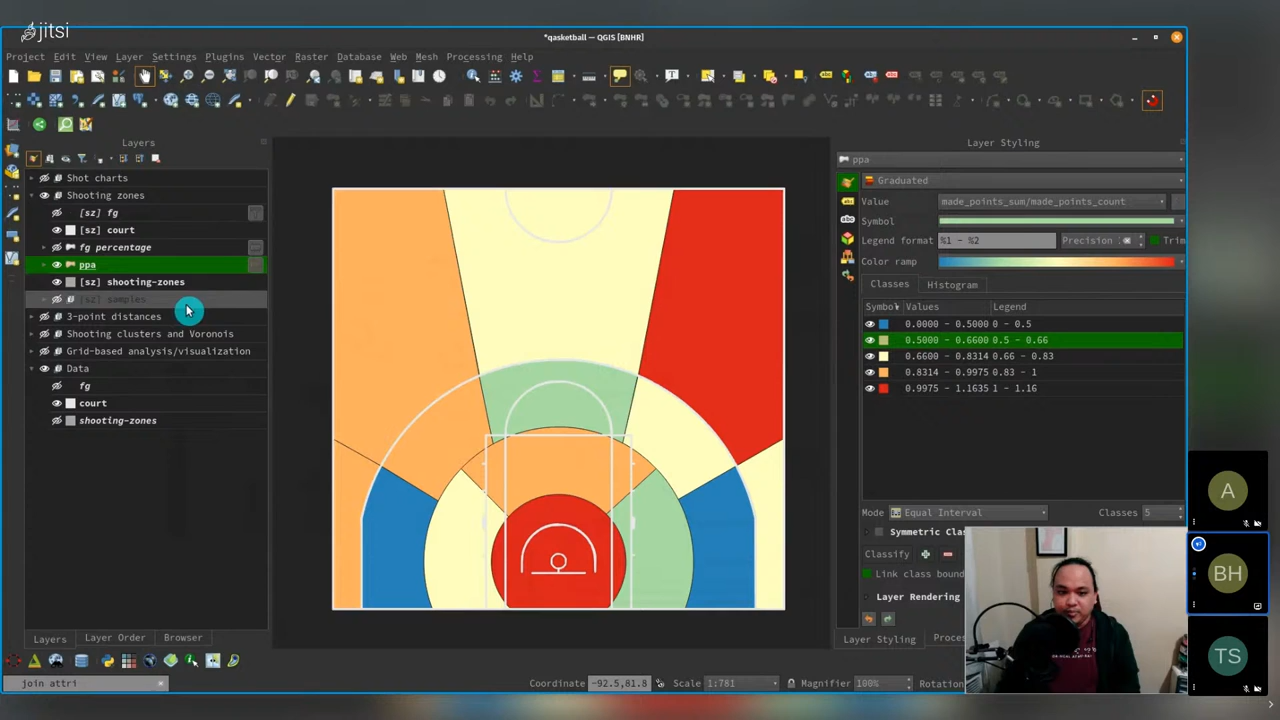 jitsi
*qasketball — QGIS [BNHR]
Project Edit View Layer Settings Plugins Vector Raster Database Web Mesh Processing Help
Layers
Shot charts
Shooting zones
[sz] fg
[sz] court
fg percentage
ppa
[sz] shooting-zones
[sz] samples
3-point distances
Shooting clusters and Voronois
Grid-based analysis/visualization
Data
fg
court
shooting-zones
Layers Layer Order Browser
join attri
Coordinate -92.5,81.8 Scale 1:781 Magnifier 100% Rotation
Layer Styling
ppa
Graduated
Value made_points_sum/made_points_count
Symbol
Legend format %1 - %2 Precision Trim
Color ramp
Classes Histogram
Symbol Values Legend
0.0000 - 0.5000 0 - 0.5
0.5000 - 0.6600 0.5 - 0.66
0.6600 - 0.8314 0.66 - 0.83
0.8314 - 0.9975 0.83 - 1
0.9975 - 1.1635 1 - 1.16
Mode Equal Interval Classes 5
Symmetric Clas
Classify
Link class bound
Layer Rendering
Layer Styling Proces
A
BH
TS